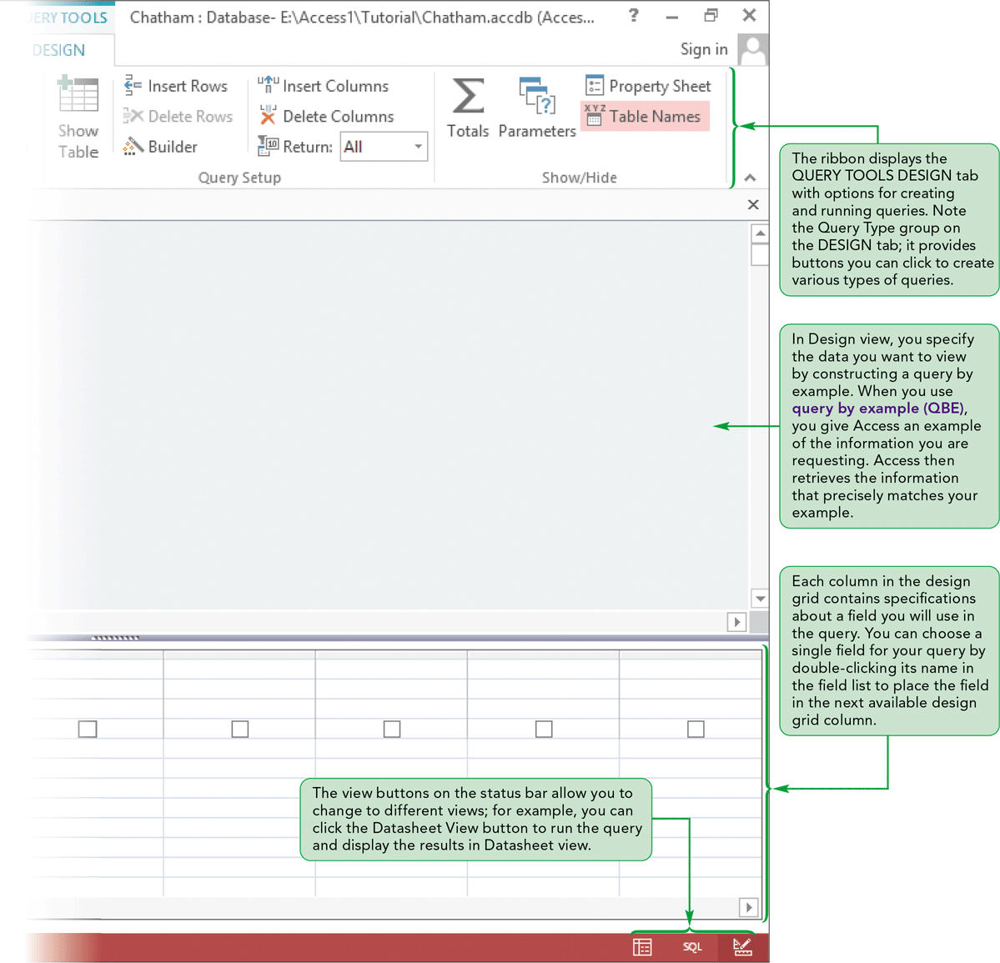 QUERY TOOLS
Chatham : Database- E:\Access1\Tutorial\Chatham.accdb (Acces...
?
DESIGN
Sign in
Show
Table
Insert Rows
Delete Rows
Builder
Insert Columns
Delete Columns
Return: All
Query Setup
Totals
Parameters
Property Sheet
XYZ Table Names
Show/Hide
The ribbon displays the
QUERY TOOLS DESIGN tab
with options for creating
and running queries. Note
the Query Type group on
the DESIGN tab; it provides
buttons you can click to create
various types of queries.
In Design view, you specify
the data you want to view
by constructing a query by
example. When you use
query by example (QBE),
you give Access an example
of the information you are
requesting. Access then
retrieves the information
that precisely matches your
example.
Each column in the design
grid contains specifications
about a field you will use in
the query. You can choose a
single field for your query by
double-clicking its name in
the field list to place the field
in the next available design
grid column.
The view buttons on the status bar allow you to
change to different views; for example, you can
click the Datasheet View button to run the query
and display the results in Datasheet view.
SQL